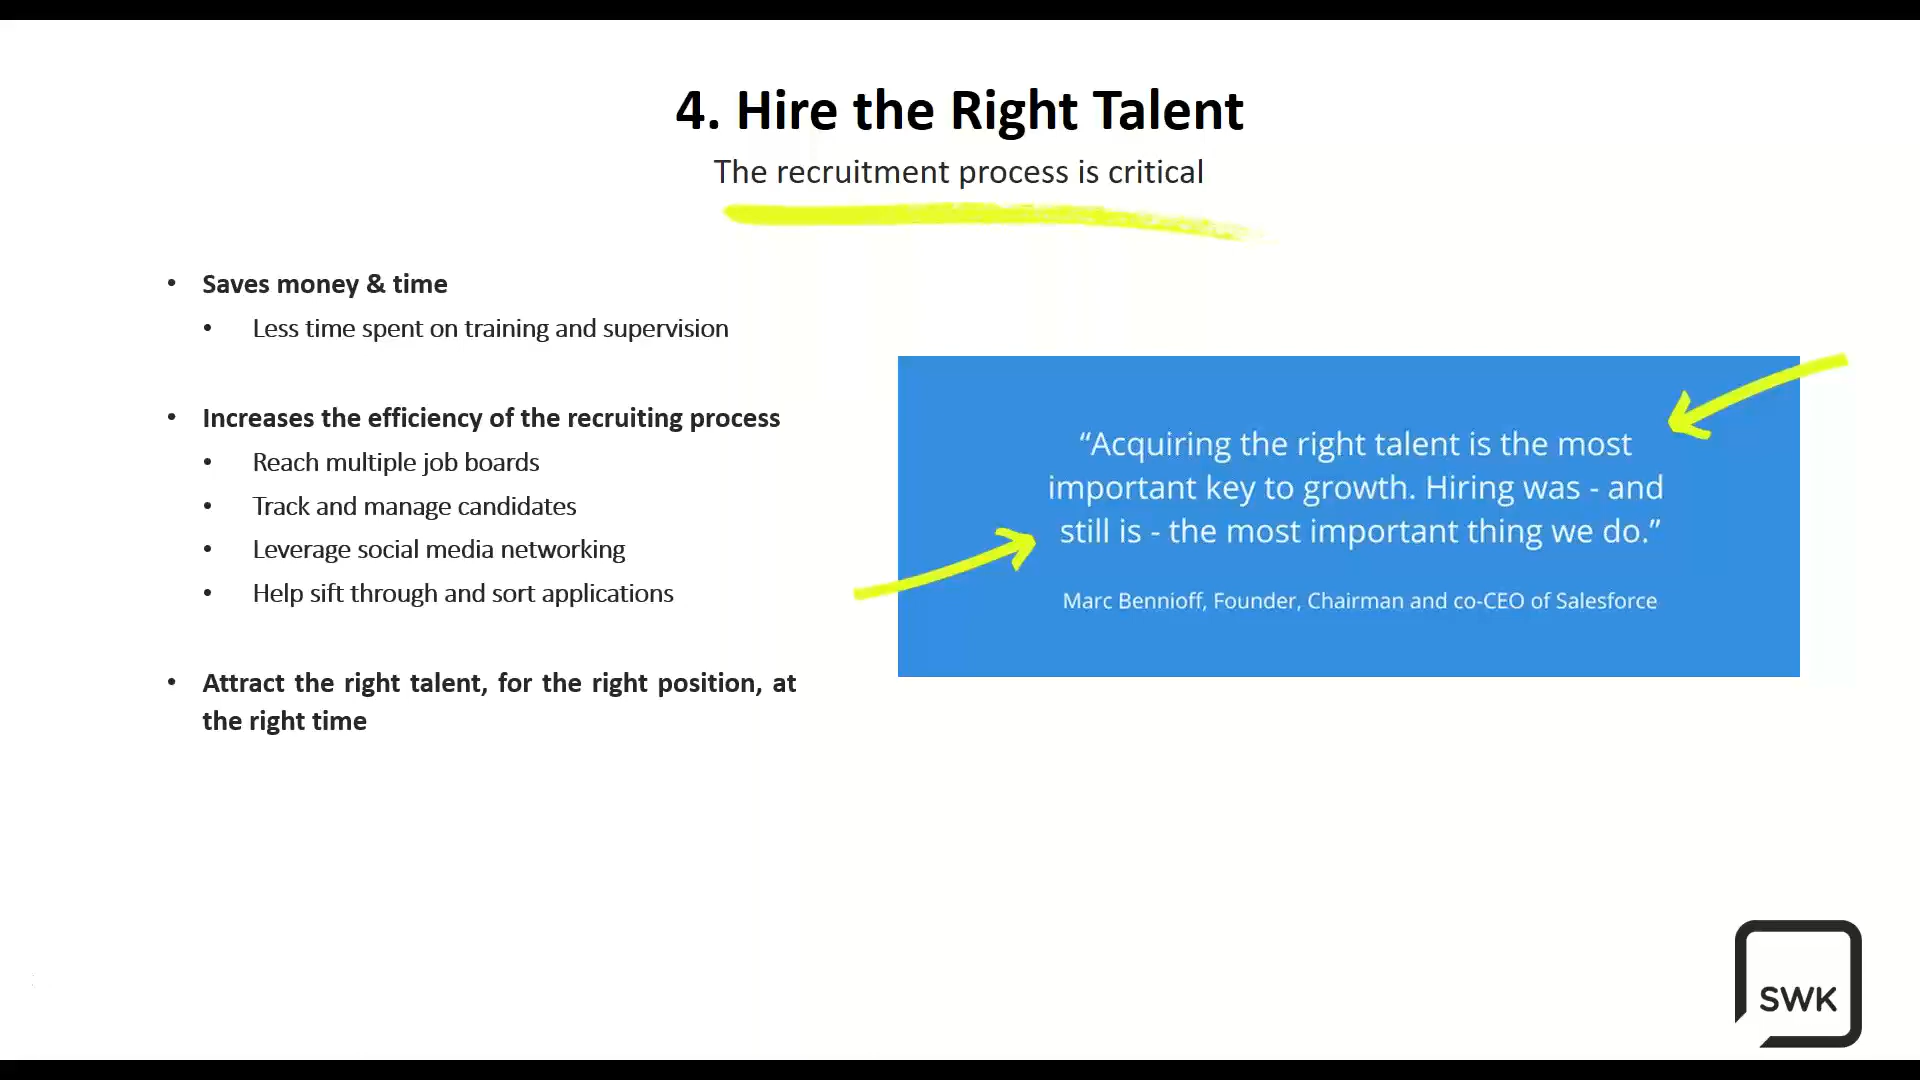 4. Hire the Right Talent
The recruitment process is critical
• Saves money & time
• Less time spent on training and supervision
• Increases the efficiency of the recruiting process
• Reach multiple job boards
• Track and manage candidates
• Leverage social media networking
• Help sift through and sort applications
• Attract the right talent, for the right position, at
the right time
“Acquiring the right talent is the most
important key to growth. Hiring was - and
still is - the most important thing we do.”
Marc Bennioff, Founder, Chairman and co-CEO of Salesforce
SWK